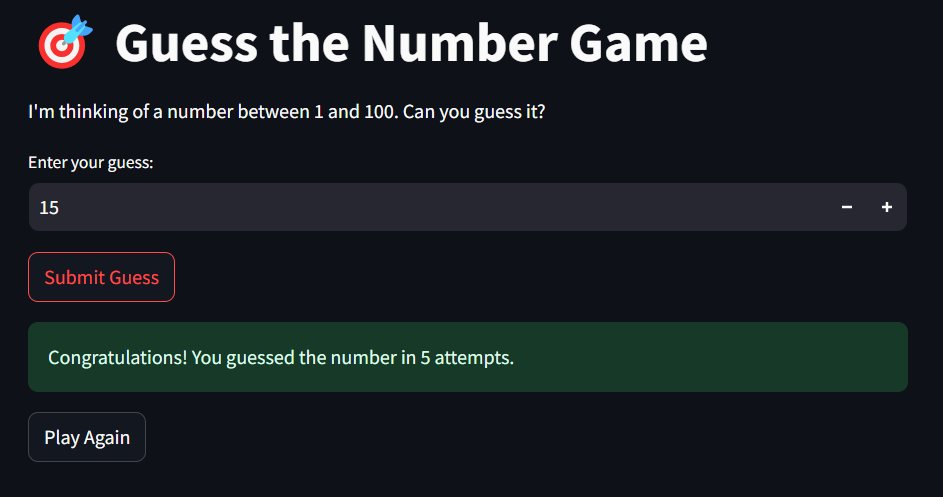 Guess the Number Game
I'm thinking of a number between 1 and 100. Can you guess it?
Enter your guess:
15
Submit Guess
Congratulations! You guessed the number in 5 attempts.
Play Again